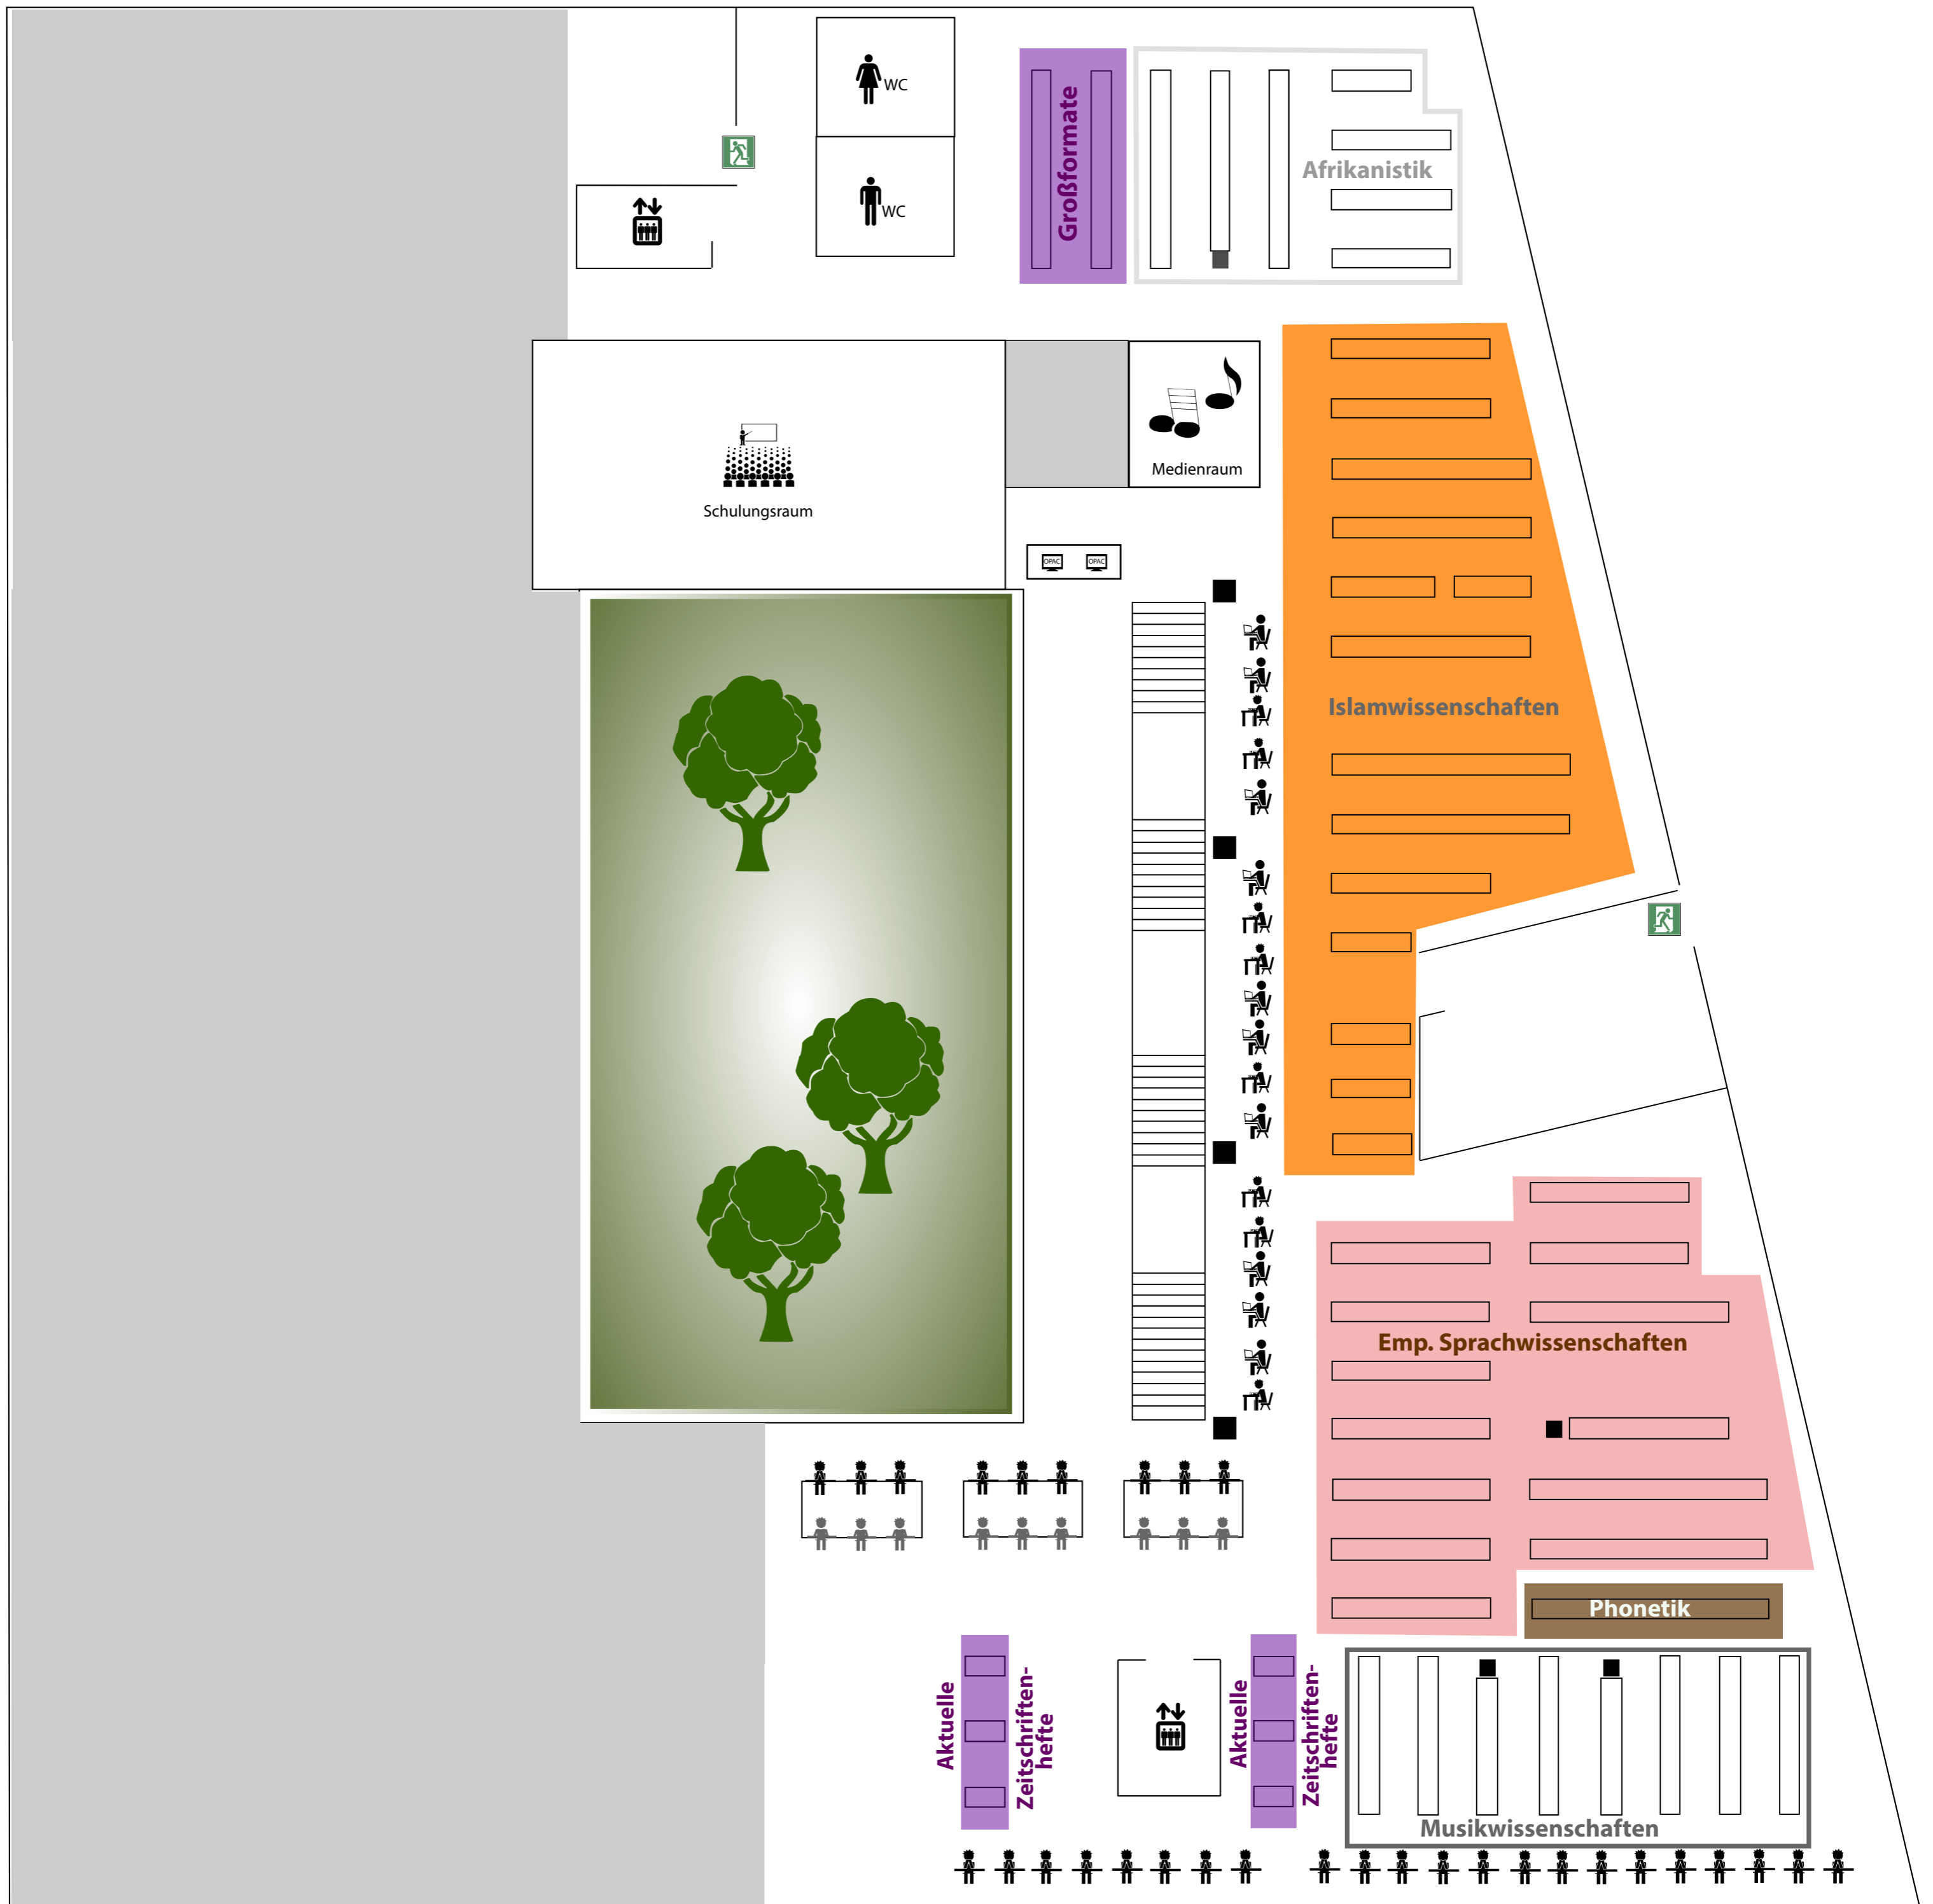 WC
WC
Großformate
Afrikanistik
Medienraum
Schulungsraum
OPAC
OPAC
Islamwissenschaften
Emp. Sprachwissenschaften
Phonetik
Aktuelle
Zeitschriften-
hefte
Aktuelle
Zeitschriften-
hefte
Musikwissenschaften